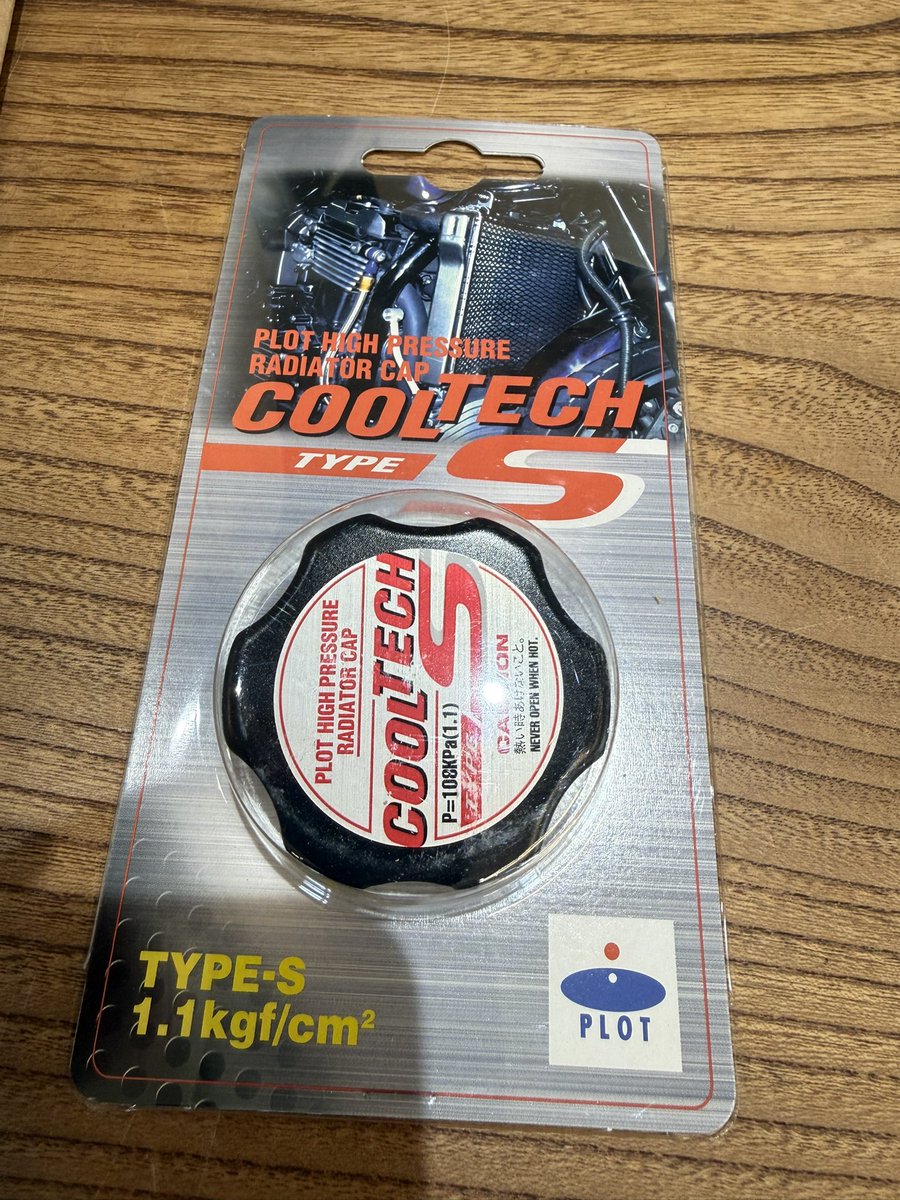 PLOT HIGH PRESSURE
RADIATOR CAP
COOLTECH
TYPE S
PLOT HIGH PRESSURE
RADIATOR CAP
COOLTECH
S
P=108KPa(1.1)
CAUTION
熱い時あけないこと。
NEVER OPEN WHEN HOT.
TYPE-S
1.1kgf/cm²
PLOT